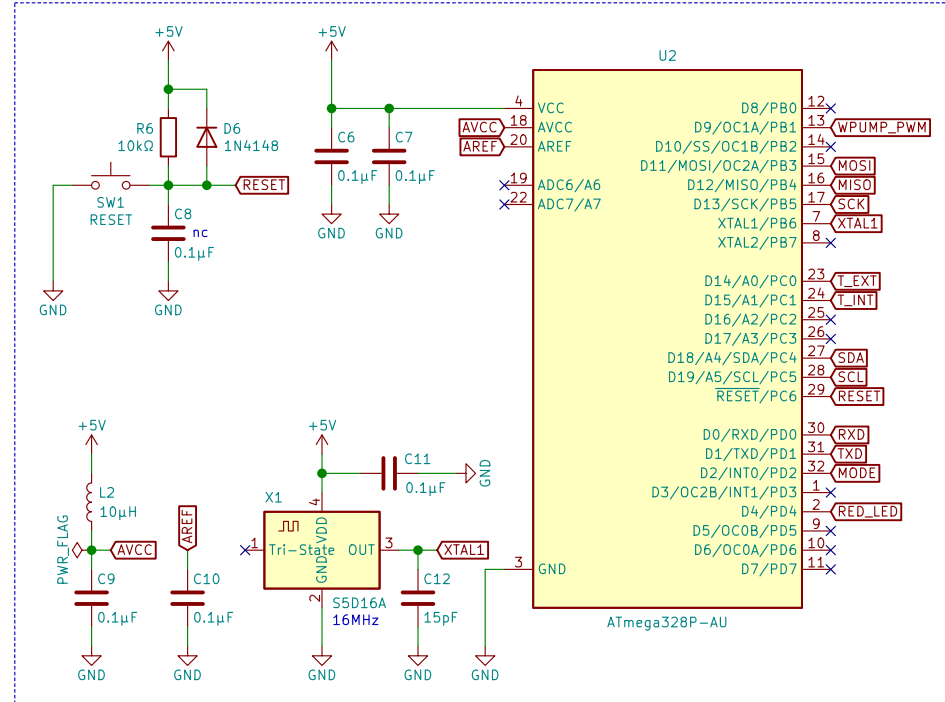 +5V
R6
10kΩ
D6
1N4148
RESET
SW1
RESET
C8
nc
0.1µF
GND
GND
+5V
C6
0.1µF
C7
0.1µF
GND
GND
U2
4 VCC
AVCC 18 AVCC
AREF 20 AREF
19 ADC6/A6
22 ADC7/A7
3 GND
D8/PB0 12
D9/OC1A/PB1 13 WPUMP_PWM
D10/SS/OC1B/PB2 14
D11/MOSI/OC2A/PB3 15 MOSI
D12/MISO/PB4 16 MISO
D13/SCK/PB5 17 SCK
XTAL1/PB6 7 XTAL1
XTAL2/PB7 8
D14/A0/PC0 23 T_EXT
D15/A1/PC1 24 T_INT
D16/A2/PC2 25
D17/A3/PC3 26
D18/A4/SDA/PC4 27 SDA
D19/A5/SCL/PC5 28 SCL
RESET/PC6 29 RESET
D0/RXD/PD0 30 RXD
D1/TXD/PD1 31 TXD
D2/INT0/PD2 32 MODE
D3/OC2B/INT1/PD3 1
D4/PD4 2 RED_LED
D5/OC0B/PD5 9
D6/OC0A/PD6 10
D7/PD7 11
ATmega328P-AU
GND
+5V
L2
10µH
PWR_FLAG
AVCC
C9
0.1µF
GND
AREF
C10
0.1µF
GND
+5V
C11
0.1µF
GND
X1
4
VDD
1 Tri-State OUT 3
XTAL1
GND
2
S5D16A
16MHz
GND
C12
15pF
GND